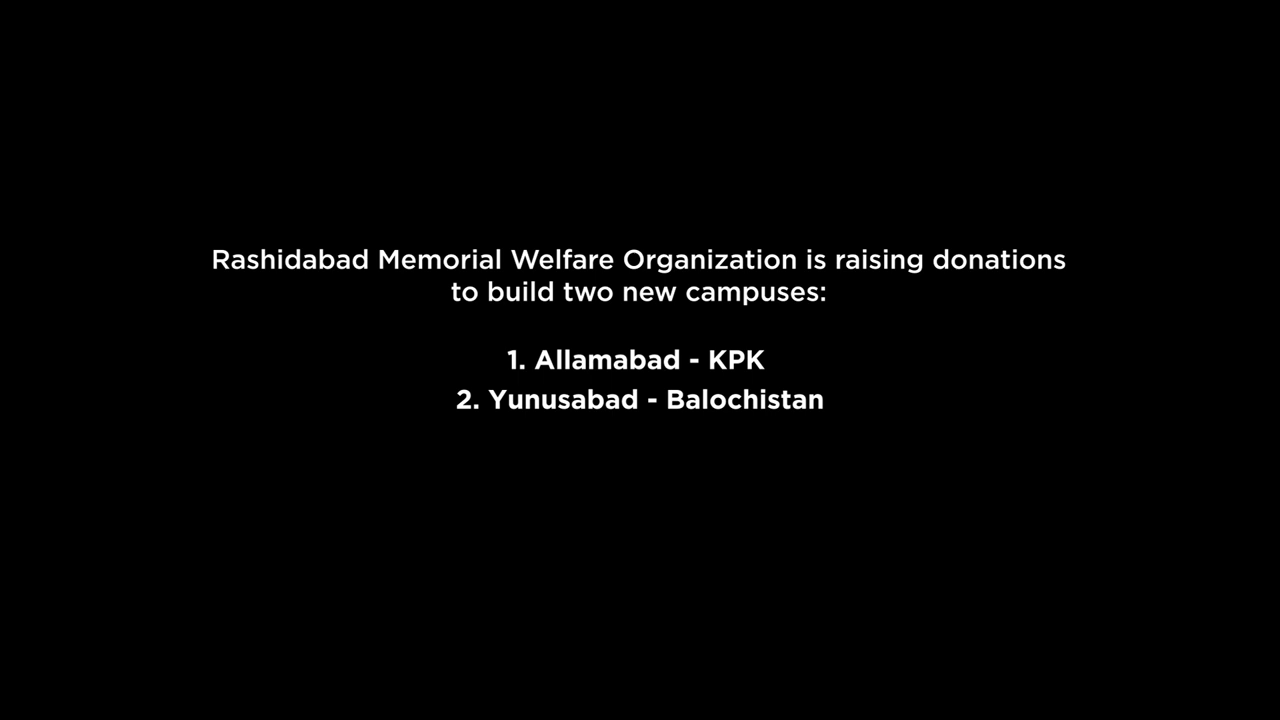 Rashidabad Memorial Welfare Organization is raising donations
to build two new campuses:
1. Allamabad - KPK
2. Yunusabad - Balochistan